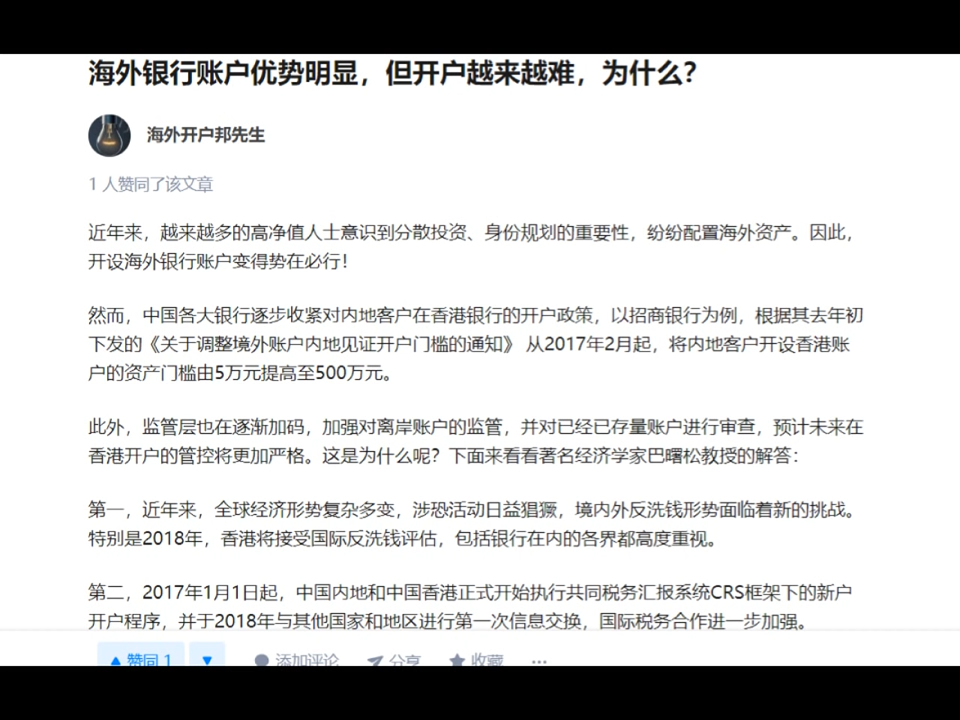 海外银行账户优势明显，但开户越来越难，为什么？
海外开户邦先生
1 人赞同了该文章
近年来，越来越多的高净值人士意识到分散投资、身份规划的重要性，纷纷配置海外资产。因此，
开设海外银行账户变得势在必行！
然而，中国各大银行逐步收紧对内地客户在香港银行的开户政策，以招商银行为例，根据其去年初
下发的《关于调整境外账户内地见证开户门槛的通知》 从2017年2月起，将内地客户开设香港账
户的资产门槛由5万元提高至500万元。
此外，监管层也在逐渐加码，加强对离岸账户的监管，并对已经已存量账户进行审查，预计未来在
香港开户的管控将更加严格。这是为什么呢？下面来看看著名经济学家巴曙松教授的解答：
第一，近年来，全球经济形势复杂多变，涉恐活动日益猖獗，境内外反洗钱形势面临着新的挑战。
特别是2018年，香港将接受国际反洗钱评估，包括银行在内的各界都高度重视。
第二，2017年1月1日起，中国内地和中国香港正式开始执行共同税务汇报系统CRS框架下的新户
开户程序，并于2018年与其他国家和地区进行第一次信息交换，国际税务合作进一步加强。
▲ 赞同 1 ▼ 添加评论 分享 收藏 ···